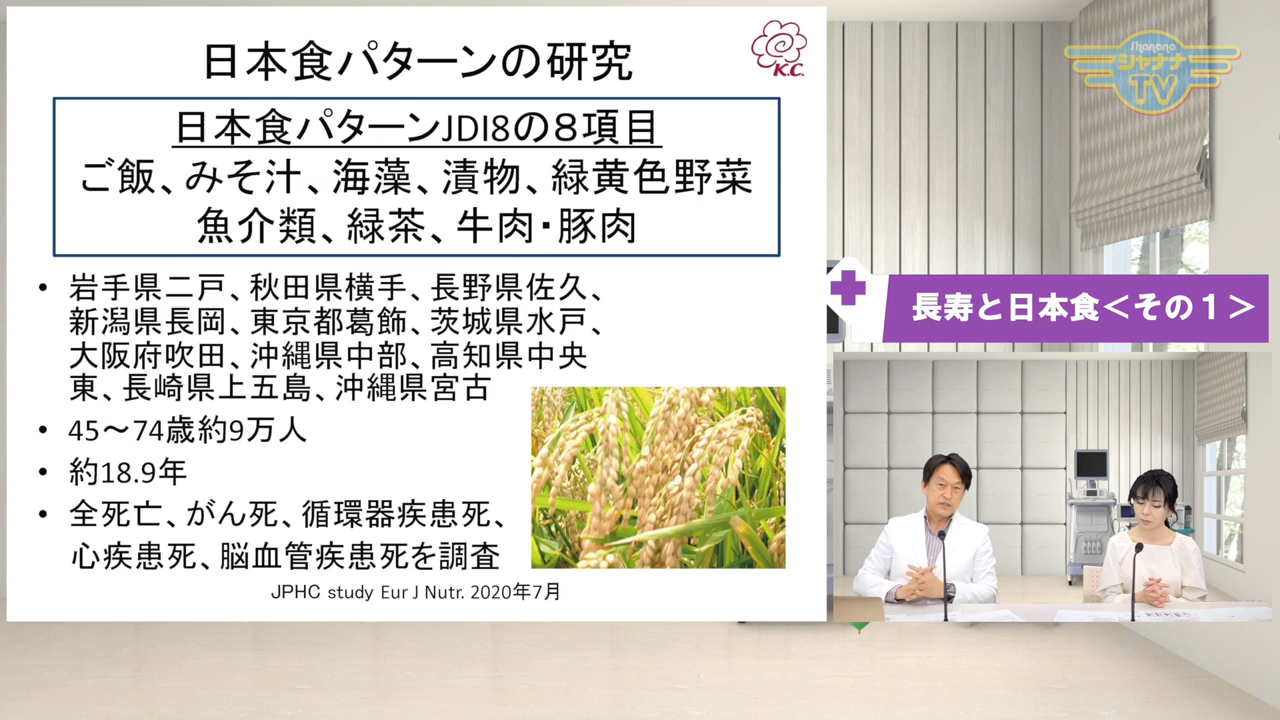 日本食パターンの研究
K.C.
日本食パターンJDI8の８項目
ご飯、みそ汁、海藻、漬物、緑黄色野菜
魚介類、緑茶、牛肉・豚肉
• 岩手県二戸、秋田県横手、長野県佐久、
新潟県長岡、東京都葛飾、茨城県水戸、
大阪府吹田、沖縄県中部、高知県中央
東、長崎県上五島、沖縄県宮古
• 45～74歳約9万人
• 約18.9年
• 全死亡、がん死、循環器疾患死、
心疾患死、脳血管疾患死を調査
JPHC study Eur J Nutr. 2020年7月
Shanana
シャナナ
TV
長寿と日本食＜その１＞